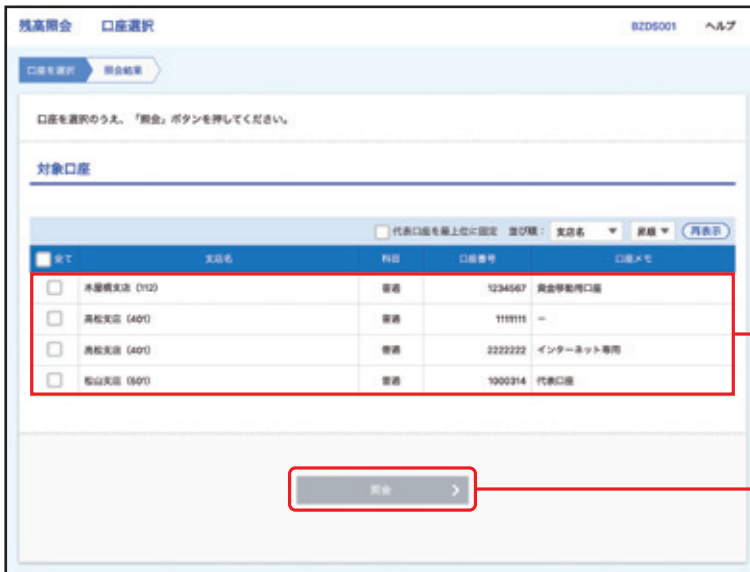 残高照会 口座選択 BZDS001 ヘルプ
口座を選択 照会結果
口座を選択のうえ、「照会」ボタンを押してください。
対象口座
代表口座を最上位に固定 並び順： 支店名 昇順 再表示
全て 支店名 科目 口座番号 口座メモ
木屋橋支店（112） 普通 1234567 資金移動用口座
高松支店（401） 普通 1111111 −
高松支店（401） 普通 2222222 インターネット専用
松山支店（501） 普通 1000314 代表口座
照会